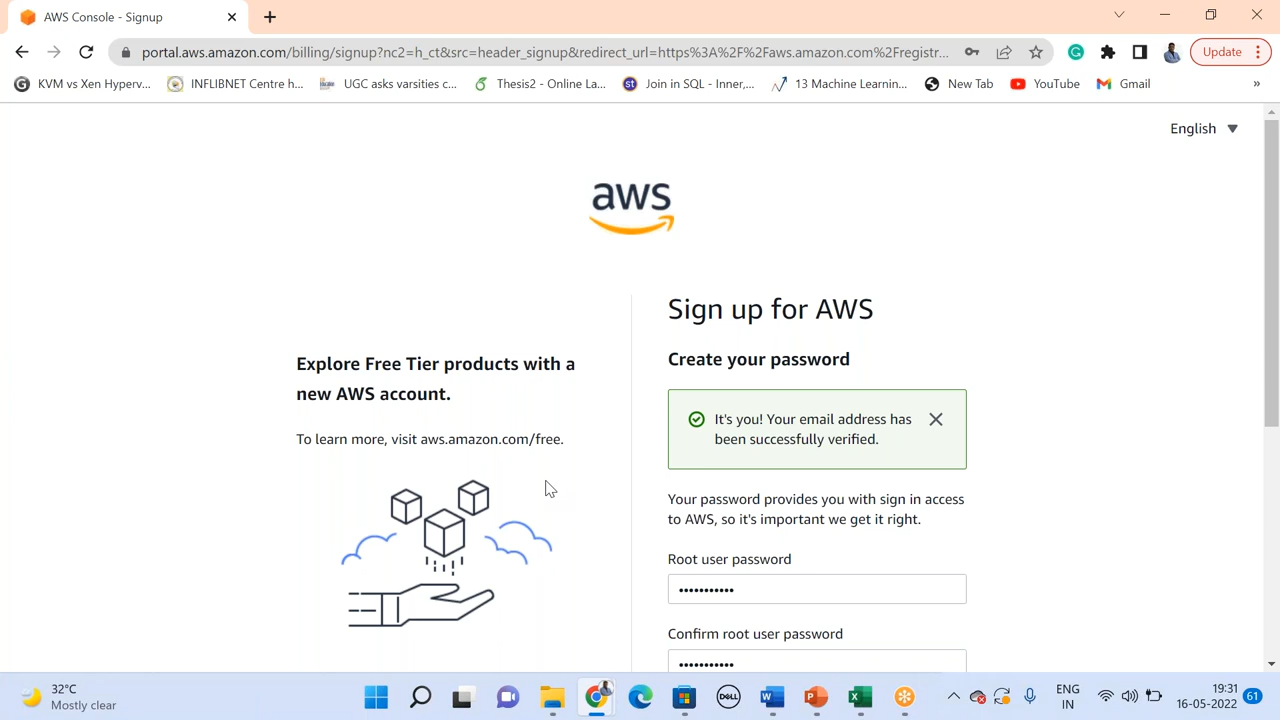 AWS Console - Signup
portal.aws.amazon.com/billing/signup?nc2=h_ct&src=header_signup&redirect_url=https%3A%2F%2Faws.amazon.com%2Fregistr...
Update
KVM vs Xen Hyperv...
INFLIBNET Centre h...
UGC asks varsities c...
Thesis2 - Online La...
st
Join in SQL - Inner,...
13 Machine Learnin...
New Tab
YouTube
Gmail
»
English
aws
Explore Free Tier products with a
new AWS account.
To learn more, visit aws.amazon.com/free.
Sign up for AWS
Create your password
It's you! Your email address has
been successfully verified.
Your password provides you with sign in access
to AWS, so it's important we get it right.
Root user password
•••••••••••
Confirm root user password
•••••••••••
32°C
Mostly clear
DELL
ENG
IN
19:31
16-05-2022
61